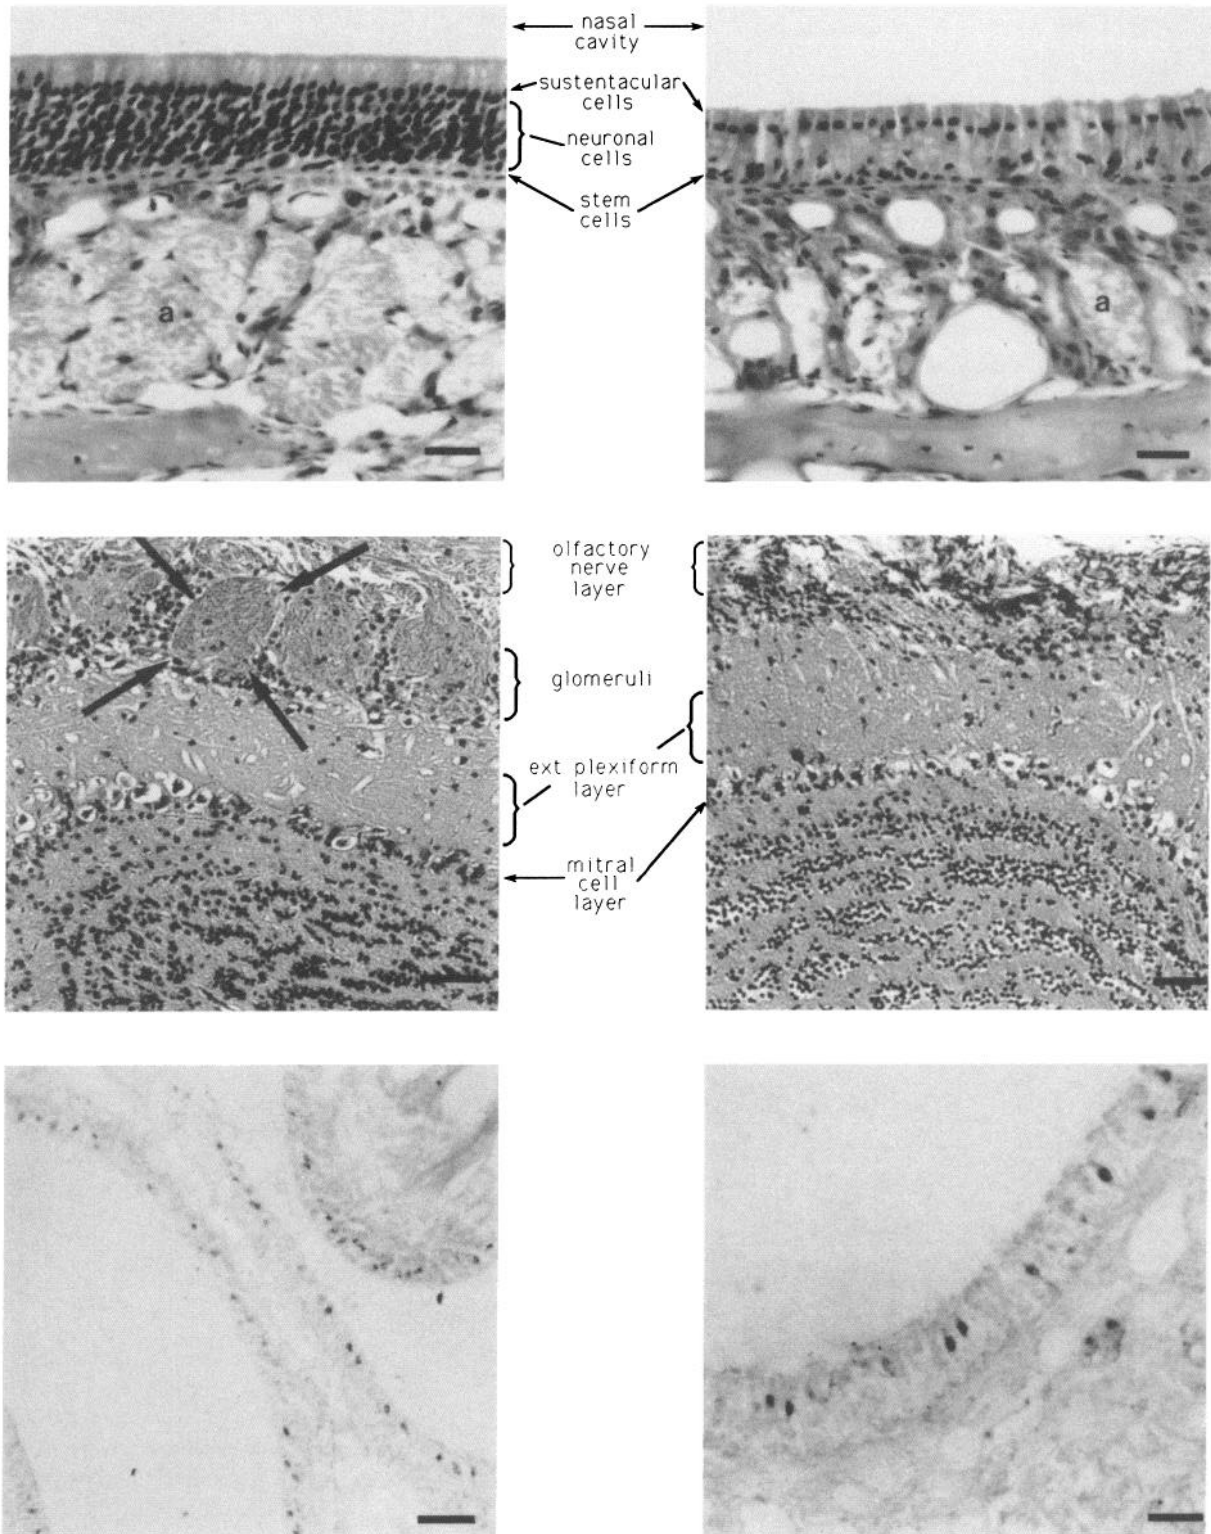 nasal
cavity
sustentacular
cells
neuronal
cells
stem
cells
a
a
olfactory
nerve
layer
glomeruli
ext plexiform
layer
mitral
cell
layer